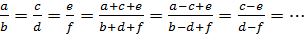 a/b = c/d = e/f = (a+c+e)/(b+d+f) = (a−c+e)/(b−d+f) = (c−e)/(d−f) = ⋯